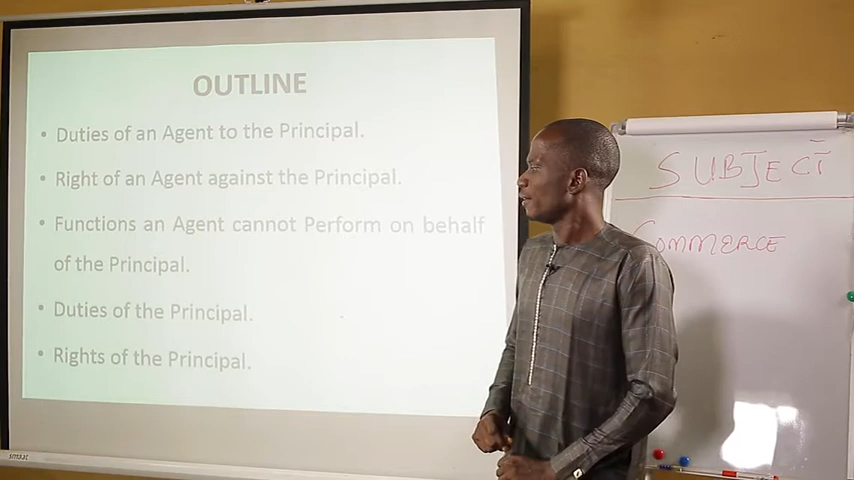 OUTLINE
• Duties of an Agent to the Principal.
• Right of an Agent against the Principal.
• Functions an Agent cannot Perform on behalf
of the Principal.
• Duties of the Principal.
• Rights of the Principal.
SUBJECT
COMMERCE
smaat